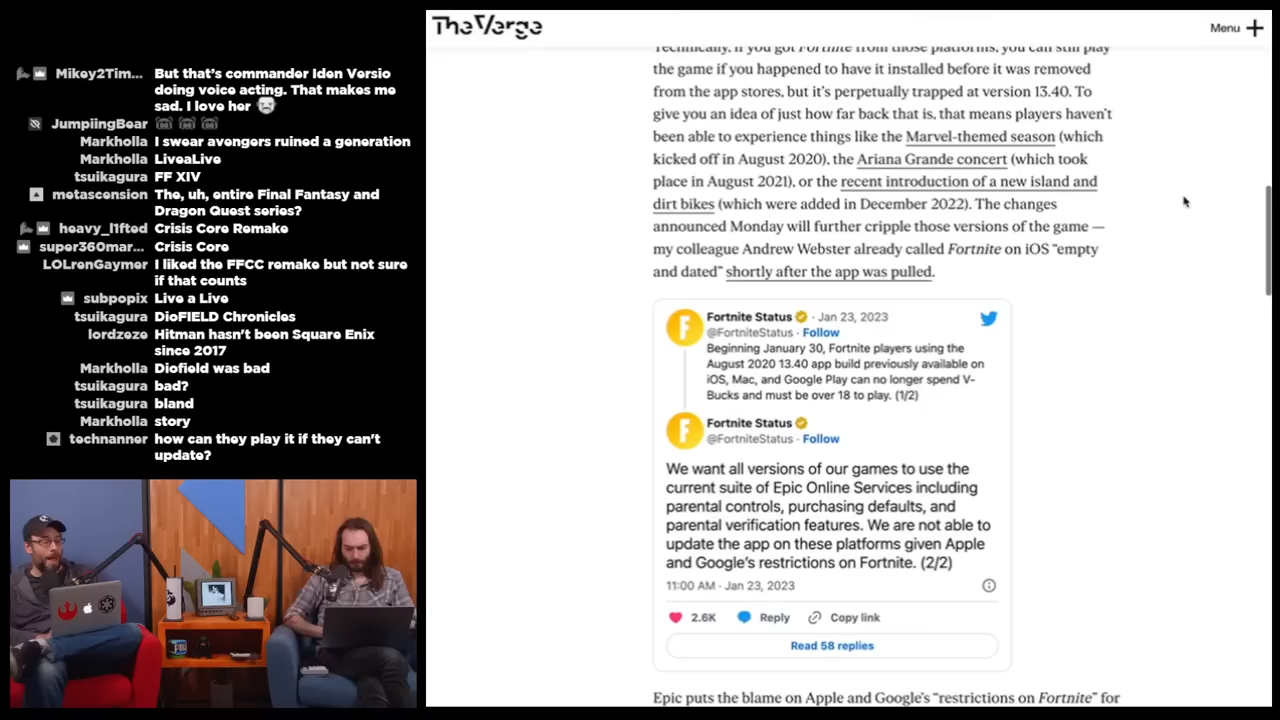 Mikey2Tim... But that's commander Iden Versio
doing voice acting. That makes me
sad. I love her
JumpiingBear
Markholla I swear avengers ruined a generation
Markholla LiveaLive
tsuikagura FF XIV
metascension The, uh, entire Final Fantasy and
Dragon Quest series?
heavy_l1fted Crisis Core Remake
super360mar... Crisis Core
LOLrenGaymer I liked the FFCC remake but not sure
if that counts
subpopix Live a Live
tsuikagura DioFIELD Chronicles
rdzeze Hitman hasn't been Square Enix
since 2017
Markholla Diofield was bad
tsuikagura bad?
tsuikagura bland
Markholla story
technanner how can they play it if they can't
update?
TheVerge
Menu
Technically, if you got Fortnite from those platforms, you can still play
the game if you happened to have it installed before it was removed
from the app stores, but it's perpetually trapped at version 13.40. To
give you an idea of just how far back that is, that means players haven't
been able to experience things like the Marvel-themed season (which
kicked off in August 2020), the Ariana Grande concert (which took
place in August 2021), or the recent introduction of a new island and
dirt bikes (which were added in December 2022). The changes
announced Monday will further cripple those versions of the game —
my colleague Andrew Webster already called Fortnite on iOS "empty
and dated" shortly after the app was pulled.
Fortnite Status · Jan 23, 2023
@FortniteStatus · Follow
Beginning January 30, Fortnite players using the
August 2020 13.40 app build previously available on
iOS, Mac, and Google Play can no longer spend V-
Bucks and must be over 18 to play. (1/2)
Fortnite Status
@FortniteStatus · Follow
We want all versions of our games to use the
current suite of Epic Online Services including
parental controls, purchasing defaults, and
parental verification features. We are not able to
update the app on these platforms given Apple
and Google's restrictions on Fortnite. (2/2)
11:00 AM · Jan 23, 2023
2.6K Reply Copy link
Read 58 replies
Epic puts the blame on Apple and Google's "restrictions on Fortnite" for